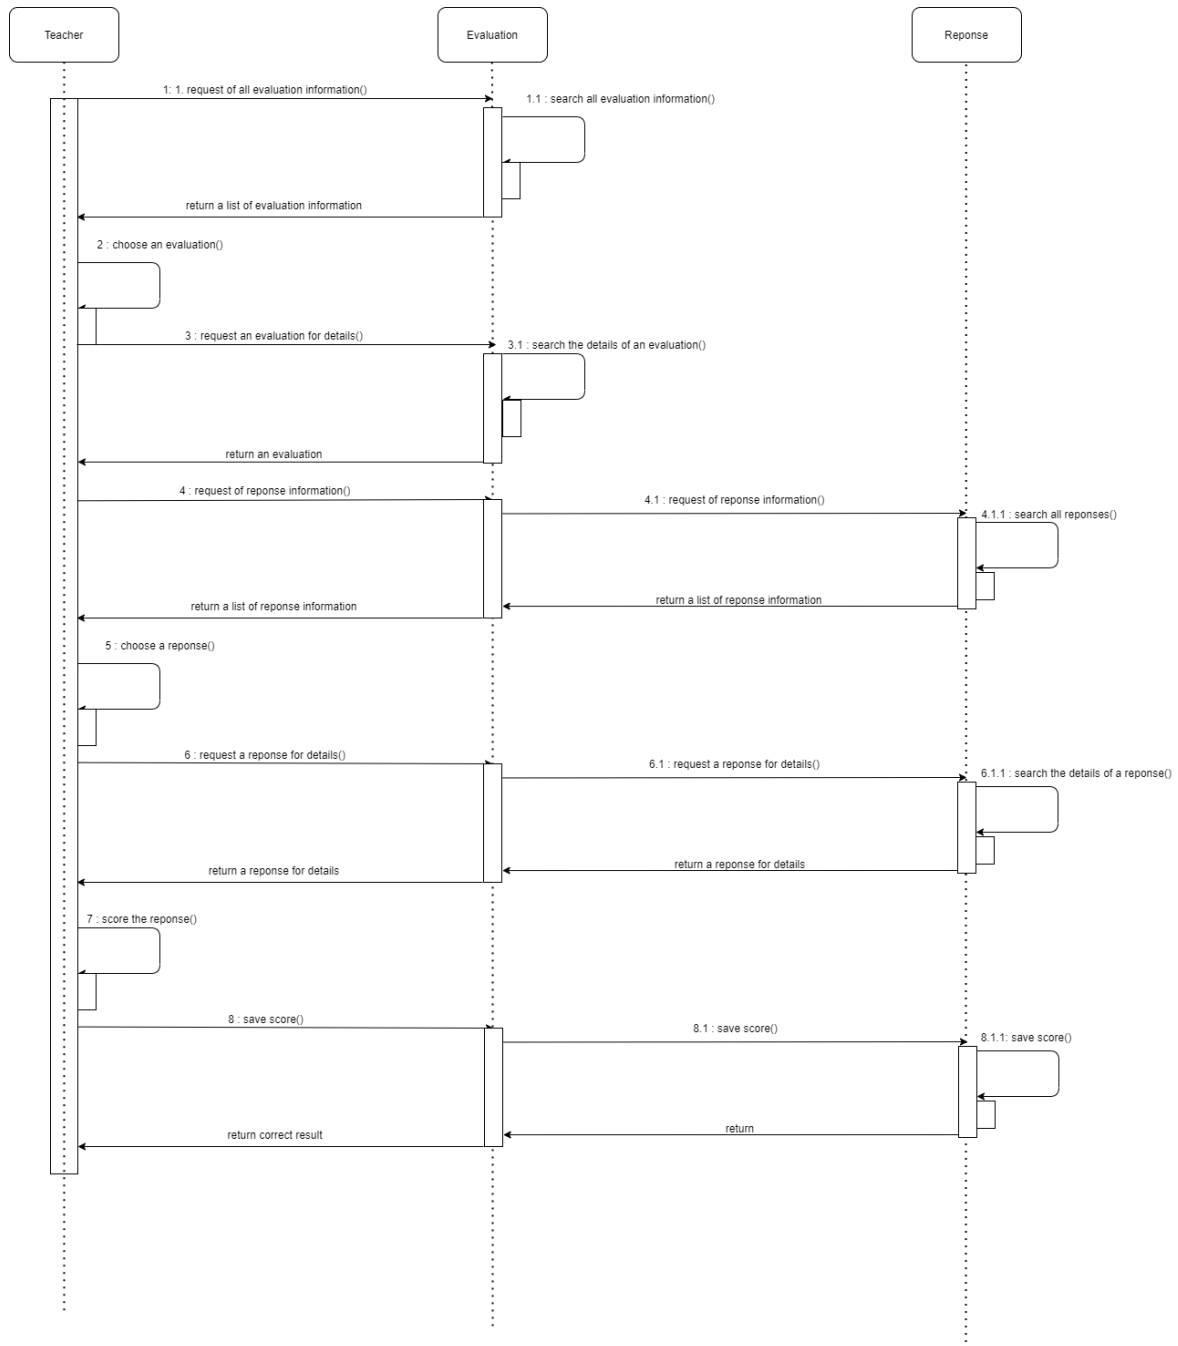 Teacher
Evaluation
Reponse
1: 1. request of all evaluation information()
1.1 : search all evaluation information()
return a list of evaluation information
2 : choose an evaluation()
3 : request an evaluation for details()
3.1 : search the details of an evaluation()
return an evaluation
4 : request of reponse information()
4.1 : request of reponse information()
4.1.1 : search all reponses()
return a list of reponse information
return a list of reponse information
5 : choose a reponse()
6 : request a reponse for details()
6.1 : request a reponse for details()
6.1.1 : search the details of a reponse()
return a reponse for details
return a reponse for details
7 : score the reponse()
8 : save score()
8.1 : save score()
8.1.1: save score()
return correct result
return